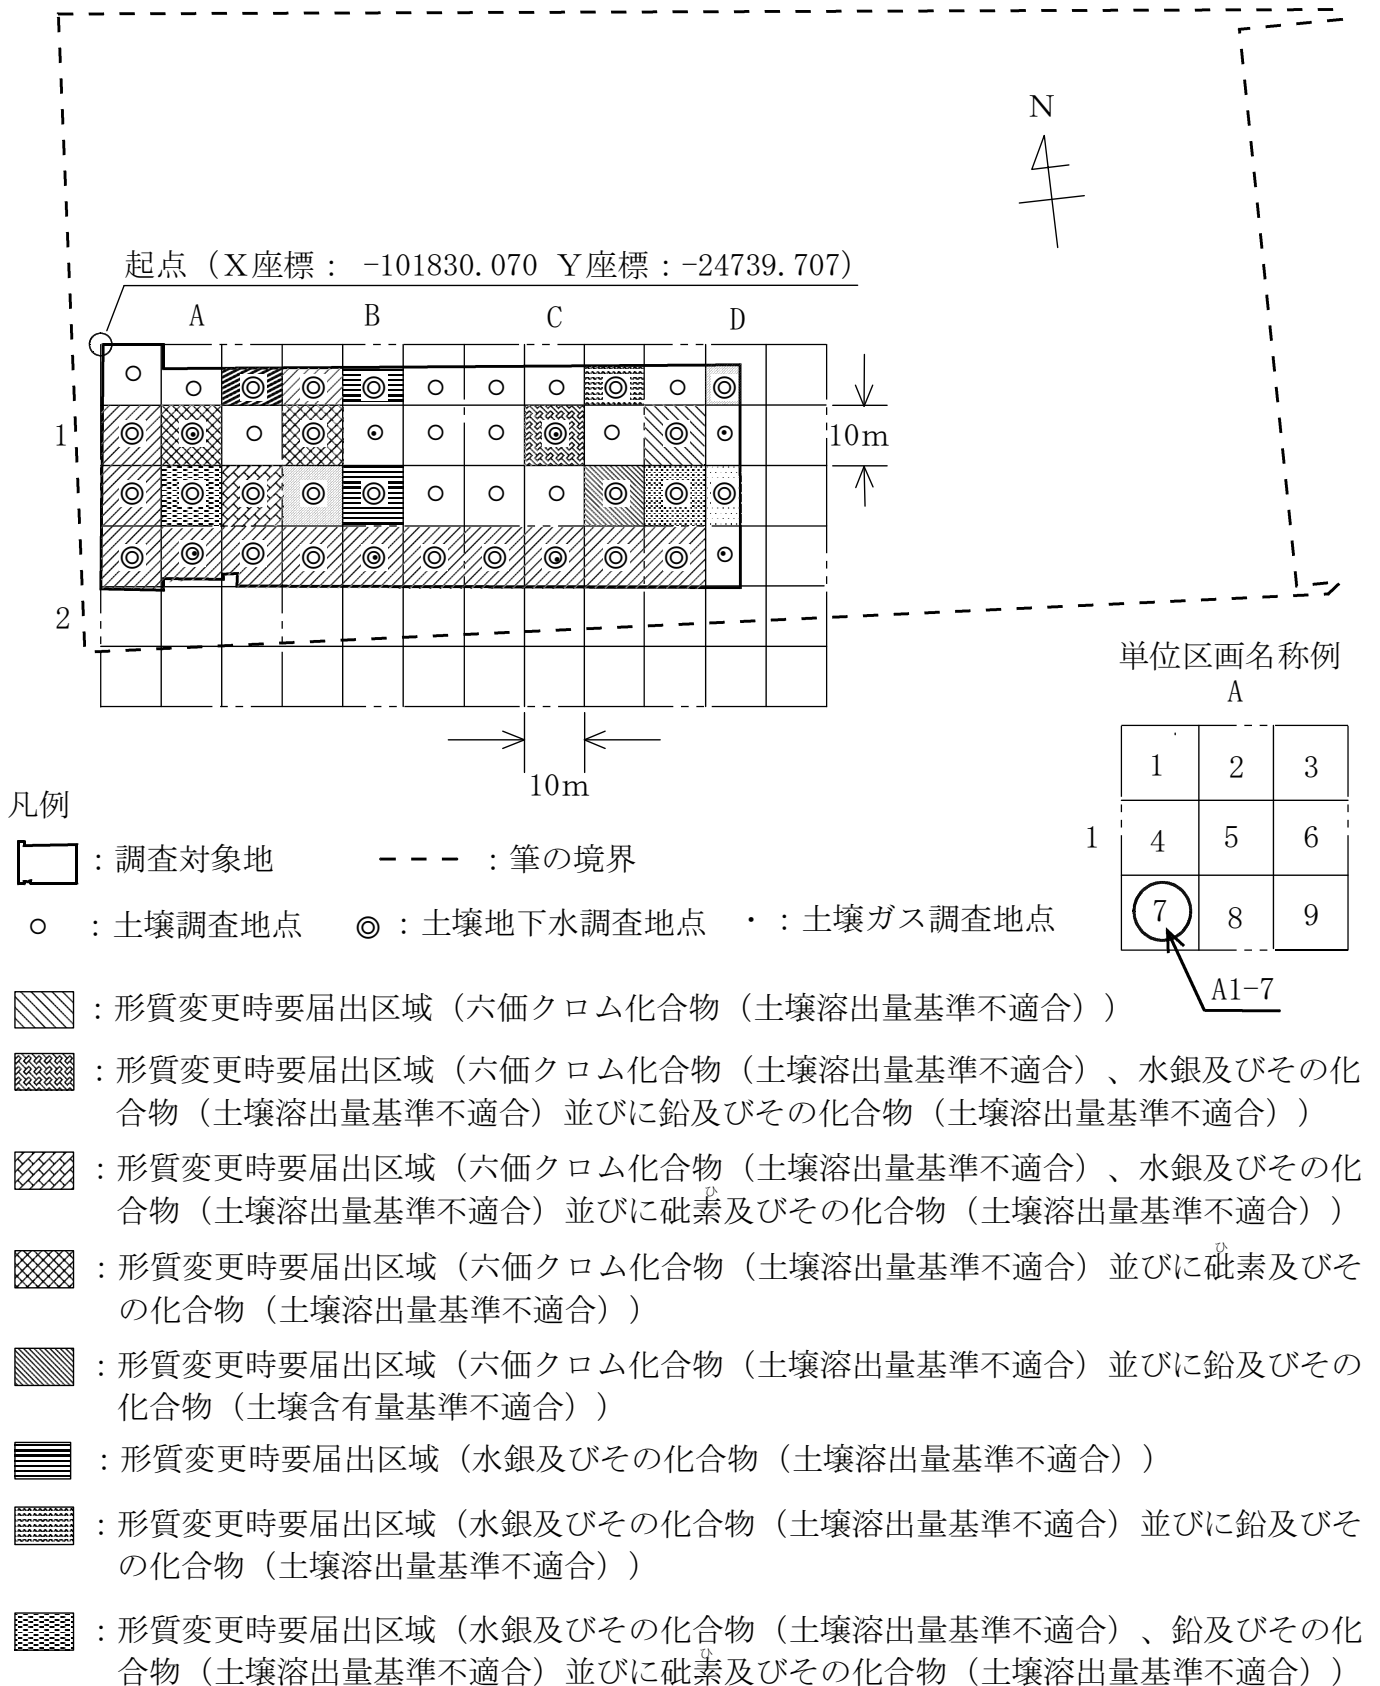 N
起点（X座標： -101830.070 Y座標：-24739.707）
A B C D
1
10m
2
10m
単位区画名称例
A
1 2 3
1 4 5 6
7 8 9
A1-7
凡例
：調査対象地 ：筆の境界
：土壌調査地点 ：土壌地下水調査地点 ：土壌ガス調査地点
：形質変更時要届出区域（六価クロム化合物（土壌溶出量基準不適合））
：形質変更時要届出区域（六価クロム化合物（土壌溶出量基準不適合）、水銀及びその化
合物（土壌溶出量基準不適合）並びに鉛及びその化合物（土壌溶出量基準不適合））
：形質変更時要届出区域（六価クロム化合物（土壌溶出量基準不適合）、水銀及びその化
ひ
合物（土壌溶出量基準不適合）並びに砒素及びその化合物（土壌溶出量基準不適合））
ひ
：形質変更時要届出区域（六価クロム化合物（土壌溶出量基準不適合）並びに砒素及びそ
の化合物（土壌溶出量基準不適合））
：形質変更時要届出区域（六価クロム化合物（土壌溶出量基準不適合）並びに鉛及びその
化合物（土壌含有量基準不適合））
：形質変更時要届出区域（水銀及びその化合物（土壌溶出量基準不適合））
：形質変更時要届出区域（水銀及びその化合物（土壌溶出量基準不適合）並びに鉛及びそ
の化合物（土壌溶出量基準不適合））
：形質変更時要届出区域（水銀及びその化合物（土壌溶出量基準不適合）、鉛及びその化
ひ
合物（土壌溶出量基準不適合）並びに砒素及びその化合物（土壌溶出量基準不適合））